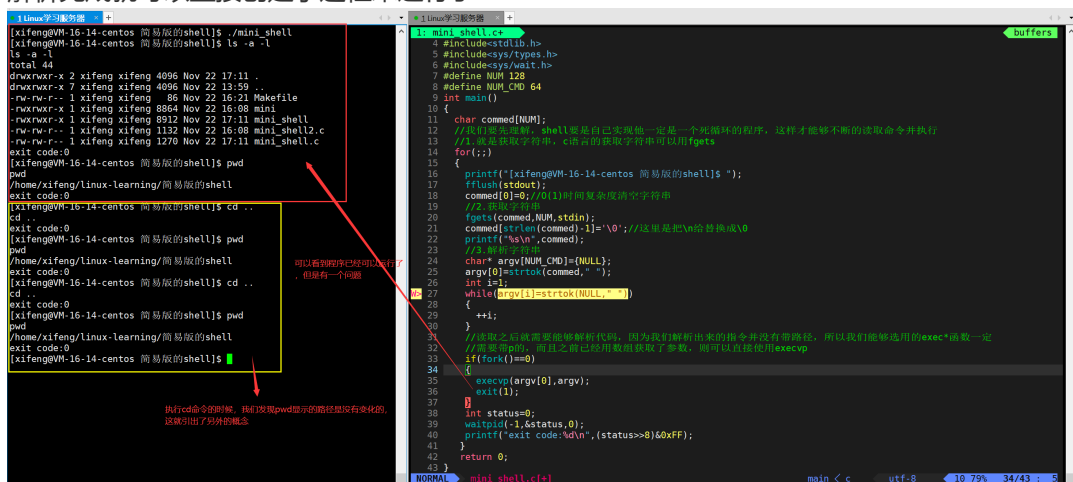 1 Linux学习服务器 × +
[xifeng@VM-16-14-centos 简易版的shell]$ ./mini_shell
[xifeng@VM-16-14-centos 简易版的shell]$ ls -a -l
ls -a -l
total 44
drwxrwxr-x 2 xifeng xifeng 4096 Nov 22 17:11 .
drwxrwxr-x 7 xifeng xifeng 4096 Nov 22 13:59 ..
-rw-rw-r-- 1 xifeng xifeng   86 Nov 22 16:21 Makefile
-rwxrwxr-x 1 xifeng xifeng 8864 Nov 22 16:08 mini
-rwxrwxr-x 1 xifeng xifeng 8912 Nov 22 17:11 mini_shell
-rw-rw-r-- 1 xifeng xifeng 1132 Nov 22 16:08 mini_shell2.c
-rw-rw-r-- 1 xifeng xifeng 1270 Nov 22 17:11 mini_shell.c
exit code:0
[xifeng@VM-16-14-centos 简易版的shell]$ pwd
pwd
/home/xifeng/linux-learning/简易版的shell
exit code:0
[xifeng@VM-16-14-centos 简易版的shell]$ cd ..
cd ..
exit code:0
[xifeng@VM-16-14-centos 简易版的shell]$ pwd
pwd
/home/xifeng/linux-learning/简易版的shell
exit code:0
[xifeng@VM-16-14-centos 简易版的shell]$ cd ..
cd ..
exit code:0
[xifeng@VM-16-14-centos 简易版的shell]$ pwd
pwd
/home/xifeng/linux-learning/简易版的shell
exit code:0
[xifeng@VM-16-14-centos 简易版的shell]$
可以看到程序已经可以运行了
，但是有一个问题
执行cd命令的时候，我们发现pwd显示的路径是没有变化的，
这就引出了另外的概念
1 Linux学习服务器 × +
1: mini_shell.c+ buffers
4 #include<stdlib.h>
5 #include<sys/types.h>
6 #include<sys/wait.h>
7 #define NUM 128
8 #define NUM_CMD 64
9 int main()
10 {
11   char commed[NUM];
12   //我们要先理解，shell要是自己实现他一定是一个死循环的程序，这样才能够不断的读取命令并执行
13   //1.就是获取字符串，c语言的获取字符串可以用fgets
14   for(;;)
15   {
16     printf("[xifeng@VM-16-14-centos 简易版的shell]$ ");
17     fflush(stdout);
18     commed[0]=0;//O(1)时间复杂度清空字符串
19     //2.获取字符串
20     fgets(commed,NUM,stdin);
21     commed[strlen(commed)-1]='\0';//这里是把\n给替换成\0
22     printf("%s\n",commed);
23     //3.解析字符串
24     char* argv[NUM_CMD]={NULL};
25     argv[0]=strtok(commed," ");
26     int i=1;
W> 27     while(argv[i]=strtok(NULL," "))
28     {
29       ++i;
30     }
31     //读取之后就需要能够解析代码，因为我们解析出来的指令并没有带路径，所以我们能够选用的exec*函数一定
32     //需要带p的，而且之前已经用数组获取了参数，则可以直接使用execvp
33     if(fork()==0)
34     {
35       execvp(argv[0],argv);
36       exit(1);
37     }
38     int status=0;
39     waitpid(-1,&status,0);
40     printf("exit code:%d\n",(status>>8)&0xFF);
41   }
42   return 0;
43 }
NORMAL mini_shell.c[+] main < c utf-8 10 79% 34/43 : 5